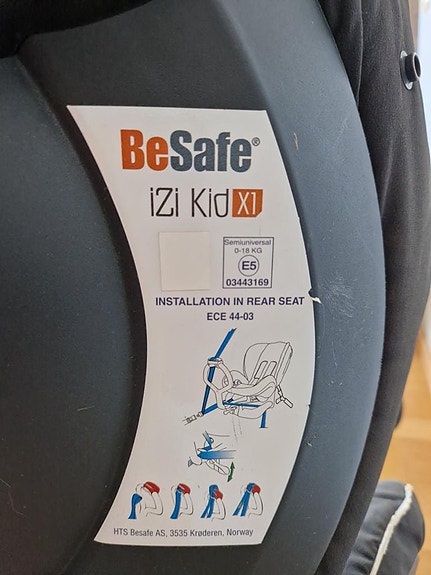 BeSafe®
iZi Kid X1
Semiuniversal
0-18 KG
E5
03443169
INSTALLATION IN REAR SEAT
ECE 44-03
HTS Besafe AS, 3535 Krøderen, Norway